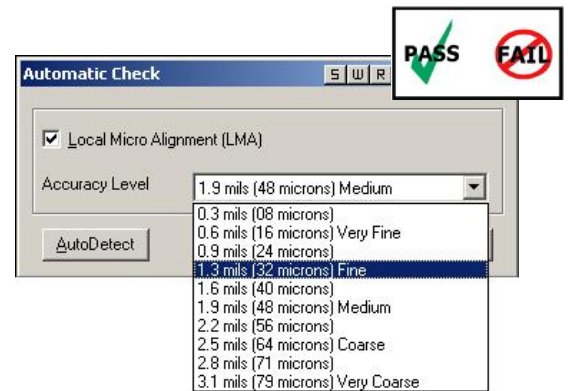 PASS FAIL
Automatic Check
S W R
Local Micro Alignment (LMA)
Accuracy Level
1.9 mils (48 microns) Medium
0.3 mils (08 microns)
0.6 mils (16 microns) Very Fine
0.9 mils (24 microns)
1.3 mils (32 microns) Fine
1.6 mils (40 microns)
1.9 mils (48 microns) Medium
2.2 mils (56 microns)
2.5 mils (64 microns) Coarse
2.8 mils (71 microns)
3.1 mils (79 microns) Very Coarse
AutoDetect